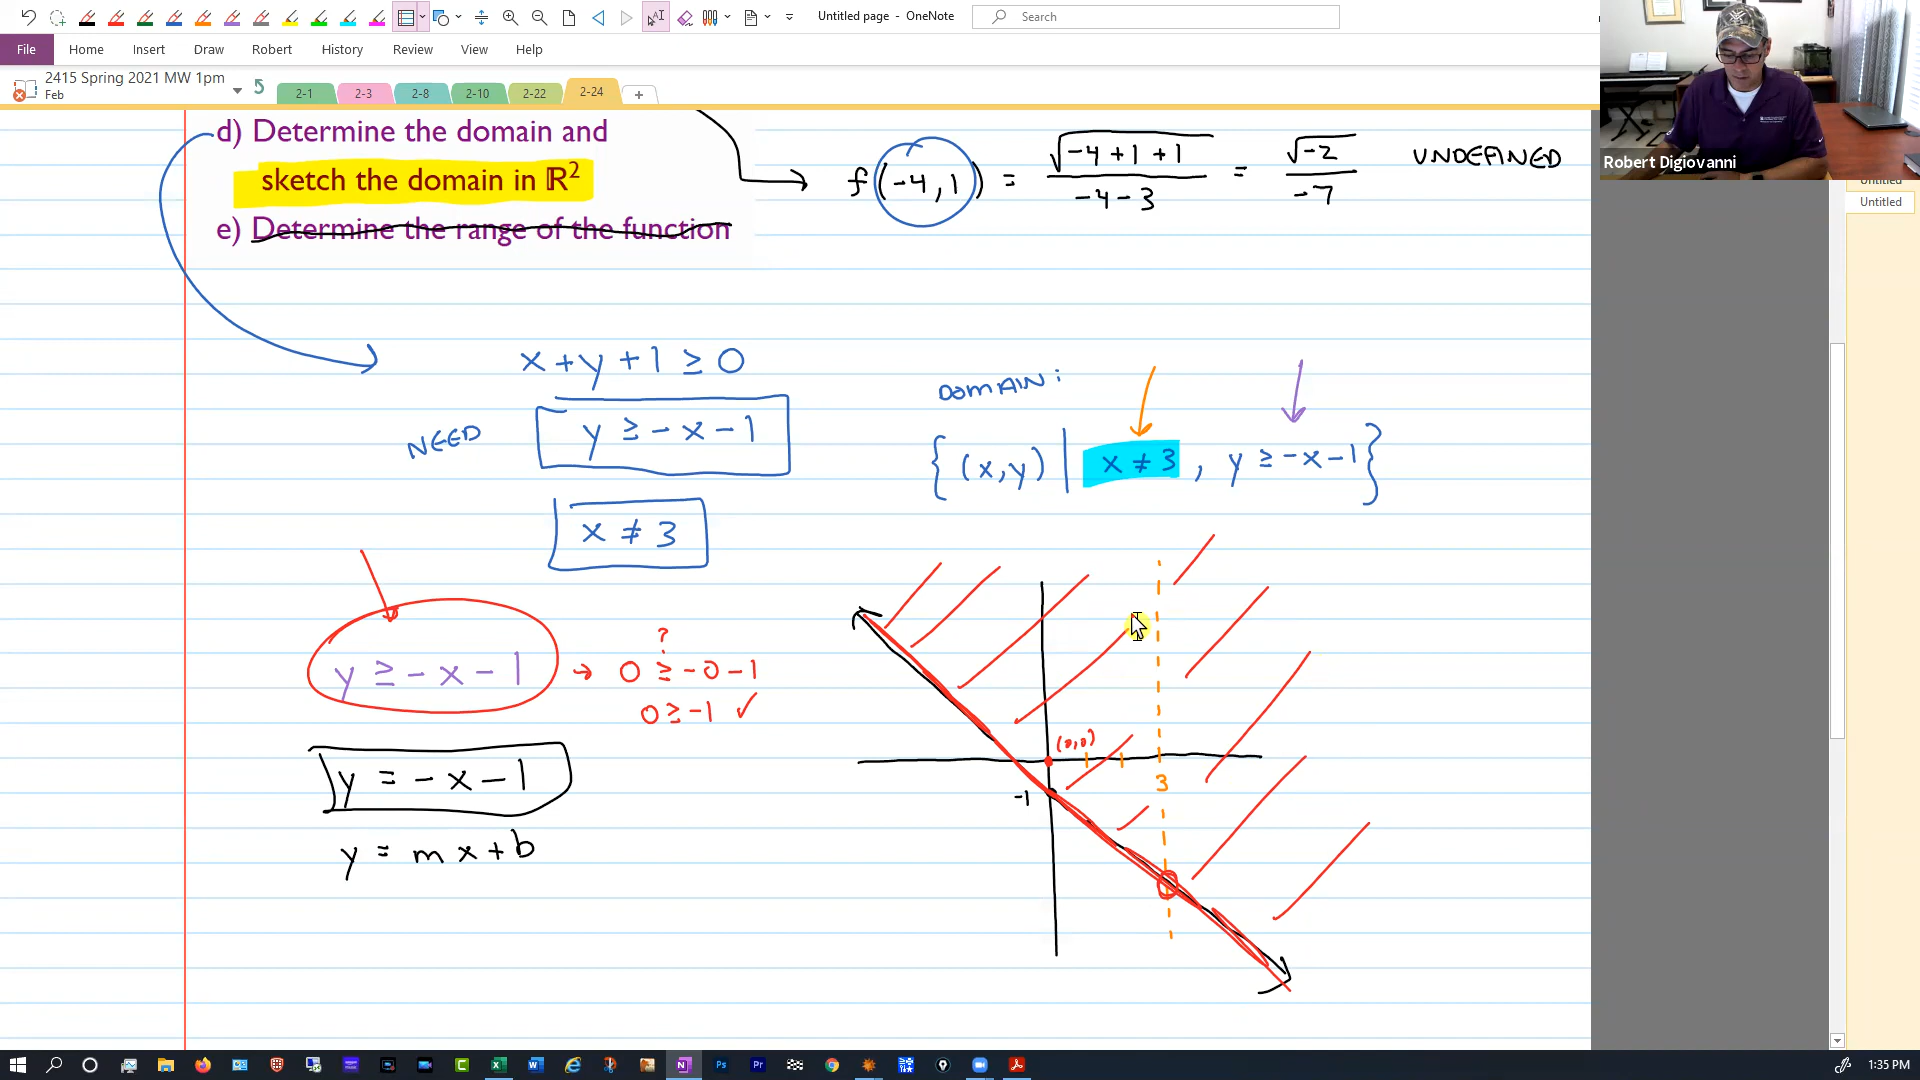 Untitled page - OneNote
Search
File Home Insert Draw Robert History Review View Help
2415 Spring 2021 MW 1pm
Feb
2-1 2-3 2-8 2-10 2-22 2-24 +
Robert Digiovanni
Untitled
Untitled
d) Determine the domain and
sketch the domain in ℝ²
e) Determine the range of the function
f(-4,1) = √(-4+1+1) / (-4-3) = √-2 / -7 UNDEFINED
x+y+1 ≥ 0
NEED y ≥ -x-1
x ≠ 3
DOMAIN:
{(x,y) | x ≠ 3, y ≥ -x-1}
y ≥ -x-1 → 0 ≥ -0-1
?
0 ≥ -1 ✓
y = -x-1
y = mx+b
(0,0)
3
-1
1:35 PM